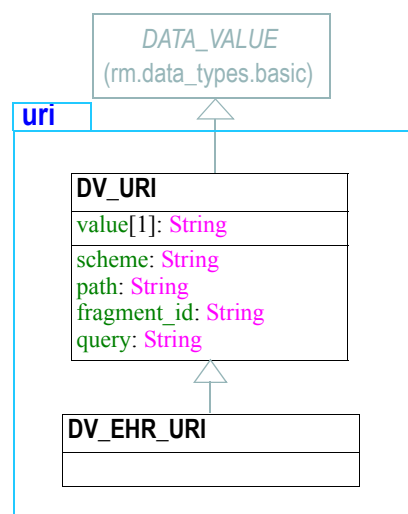 DATA_VALUE
(rm.data_types.basic)
uri
DV_URI
value[1]: String
scheme: String
path: String
fragment_id: String
query: String
DV_EHR_URI